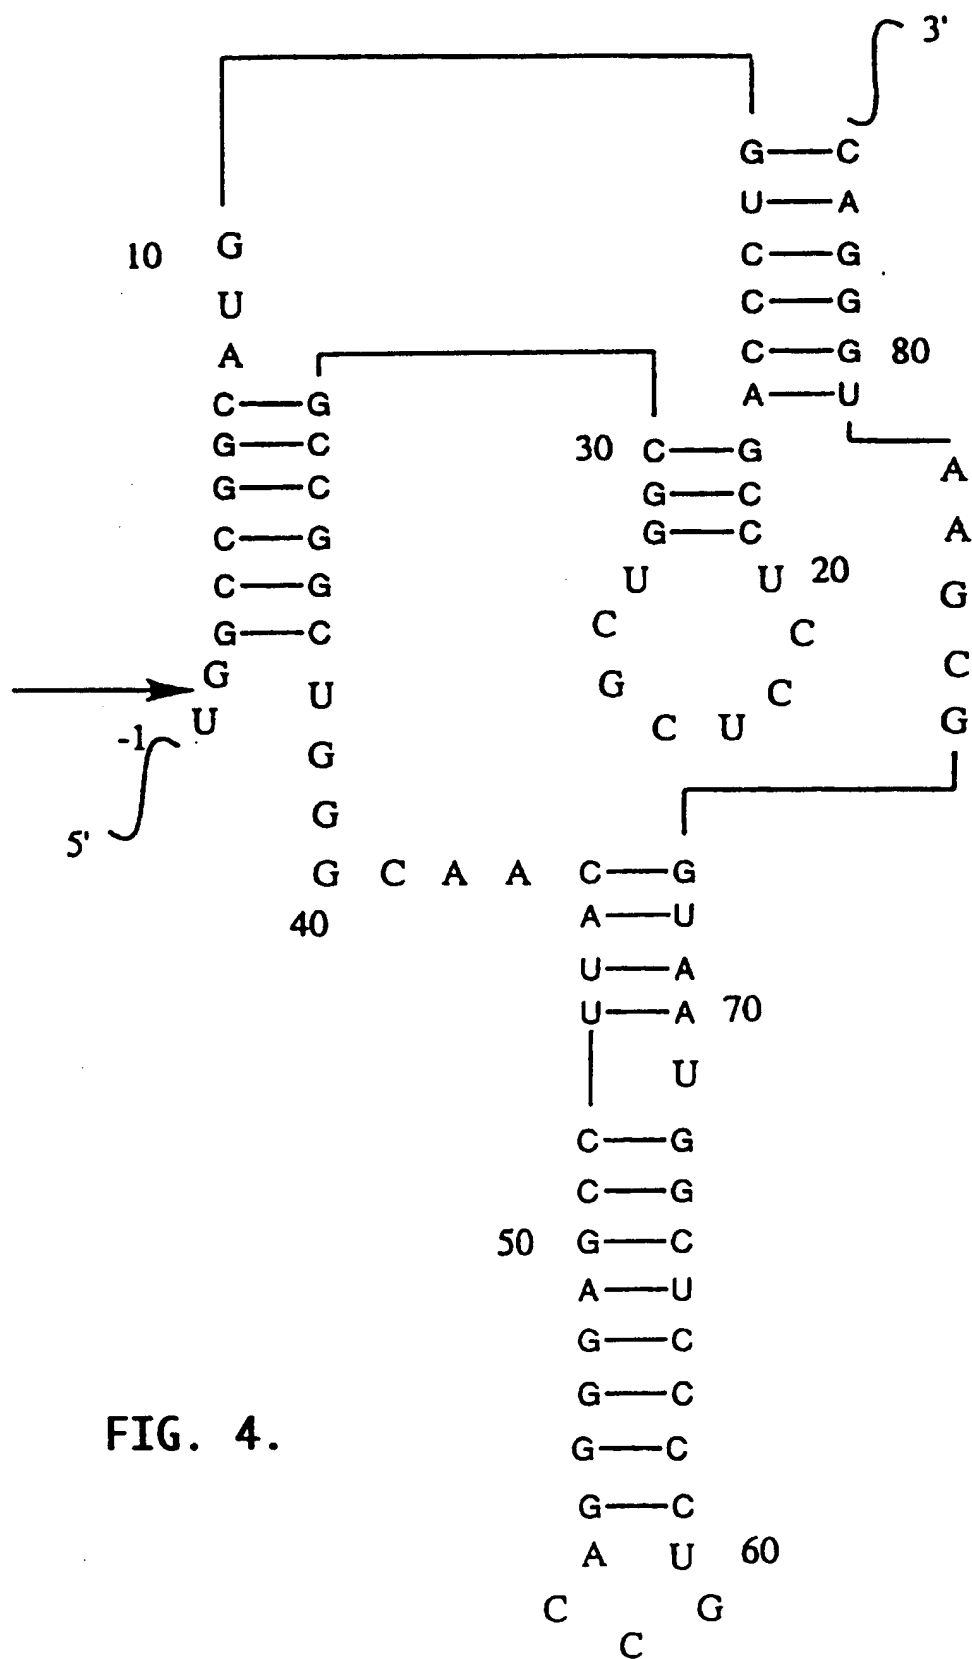 3'
G C
U A
10 G C G
U C G
A C G 80
C G A U
G C 30 C G A
G C G C A
C G G C
C G U U 20 G
G C C C C
G U G C G
-1 U G C U
5' G
G C A A C G
40 A U
U A
U A 70
U
C G
C G
50 G C
A U
G C
G C
G C
G C
A U 60
C G
C
FIG. 4.